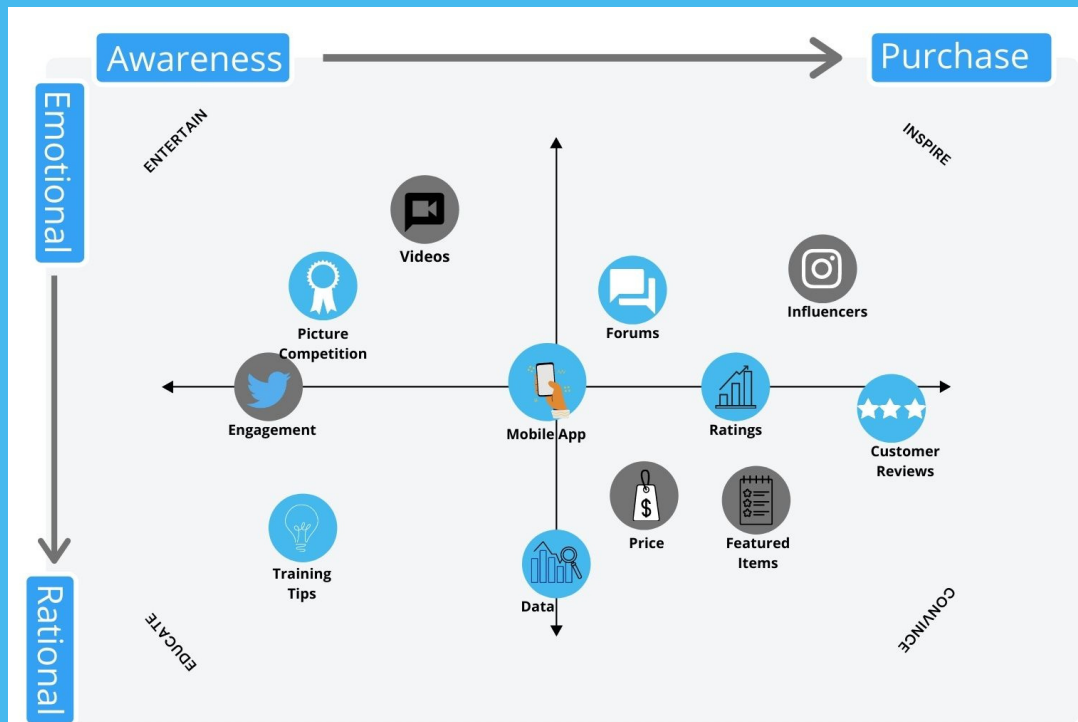 Awareness
Purchase
Emotional
ENTERTAIN
INSPIRE
Videos
Picture
Competition
Forums
Influencers
Engagement
Mobile App
Ratings
Customer
Reviews
Training
Tips
Data
Price
$
Featured
Items
Rational
EDUCATE
CONVINCE